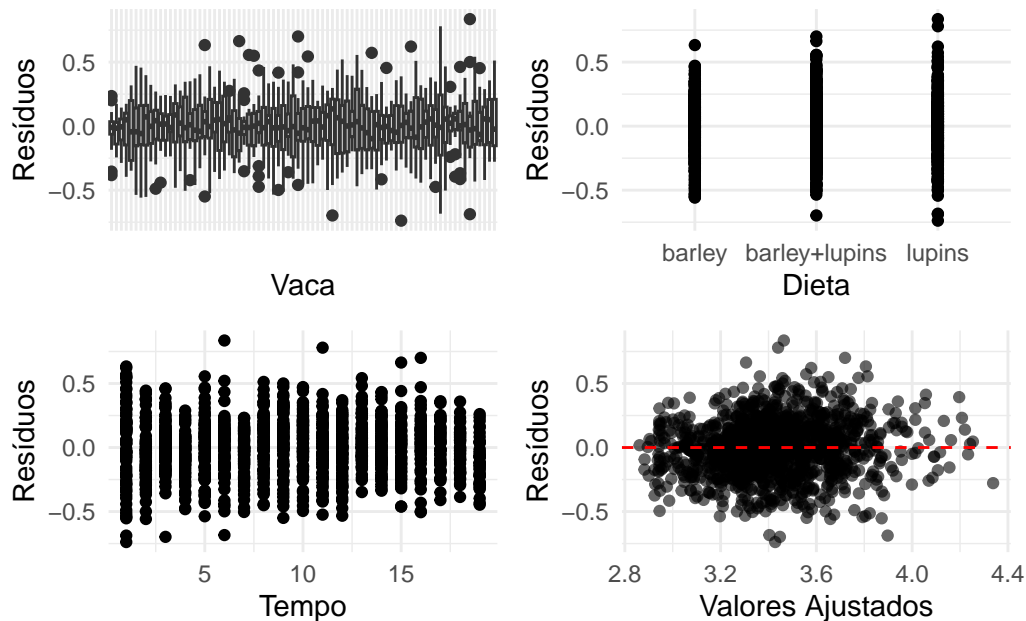 Resíduos
0.5
0.0
−0.5
Vaca
Resíduos
0.5
0.0
−0.5
barley barley+lupins lupins
Dieta
Resíduos
0.5
0.0
−0.5
5 10 15
Tempo
Resíduos
0.5
0.0
−0.5
2.8 3.2 3.6 4.0 4.4
Valores Ajustados